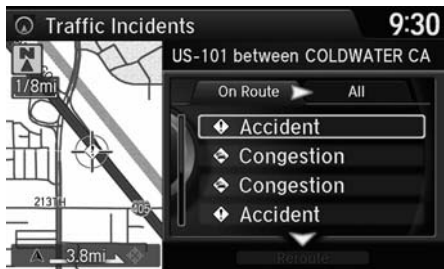 Traffic Incidents
9:30
US-101 between COLDWATER CA
N
1/8mi
On Route
All
Accident
Congestion
Congestion
Accident
213TH
405
3.8mi
Reroute